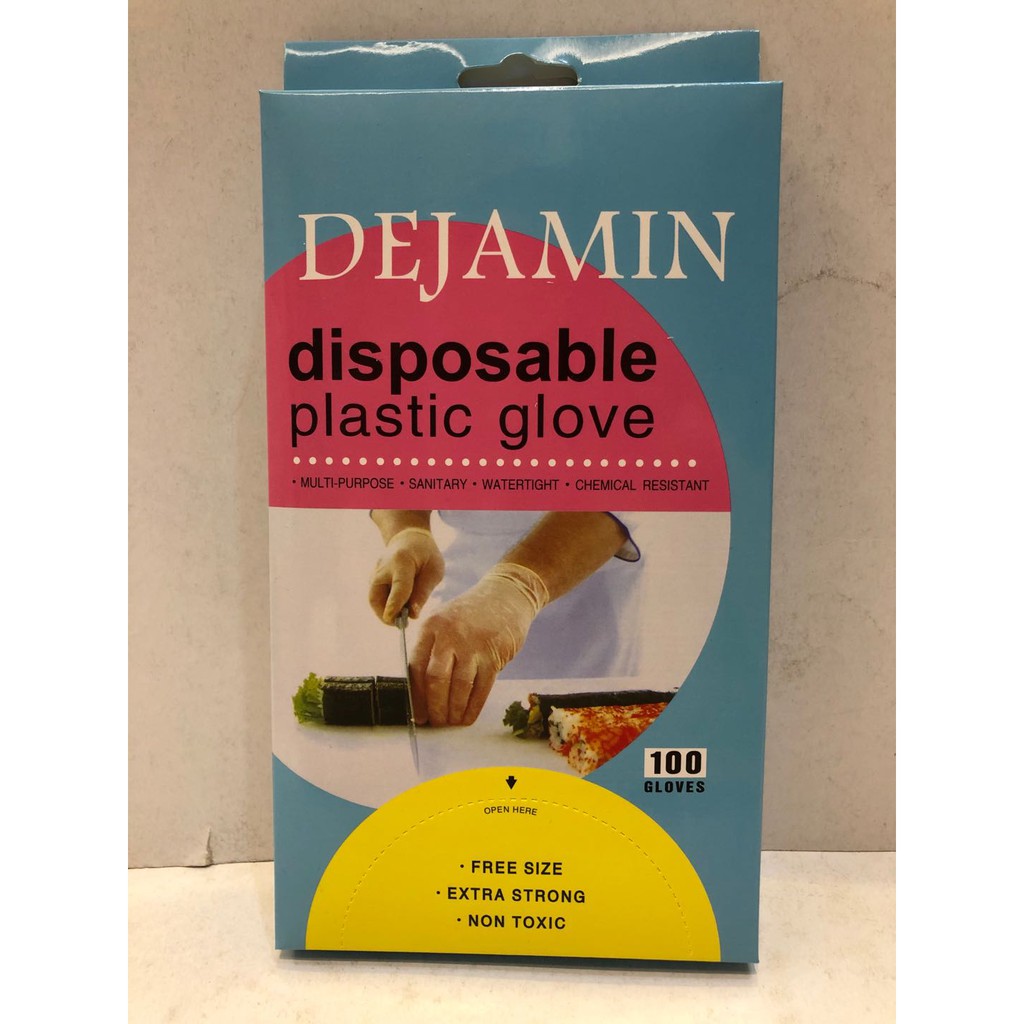 DEJAMIN
disposable
plastic glove
• MULTI-PURPOSE • SANITARY • WATERTIGHT • CHEMICAL RESISTANT
100
GLOVES
OPEN HERE
• FREE SIZE
• EXTRA STRONG
• NON TOXIC